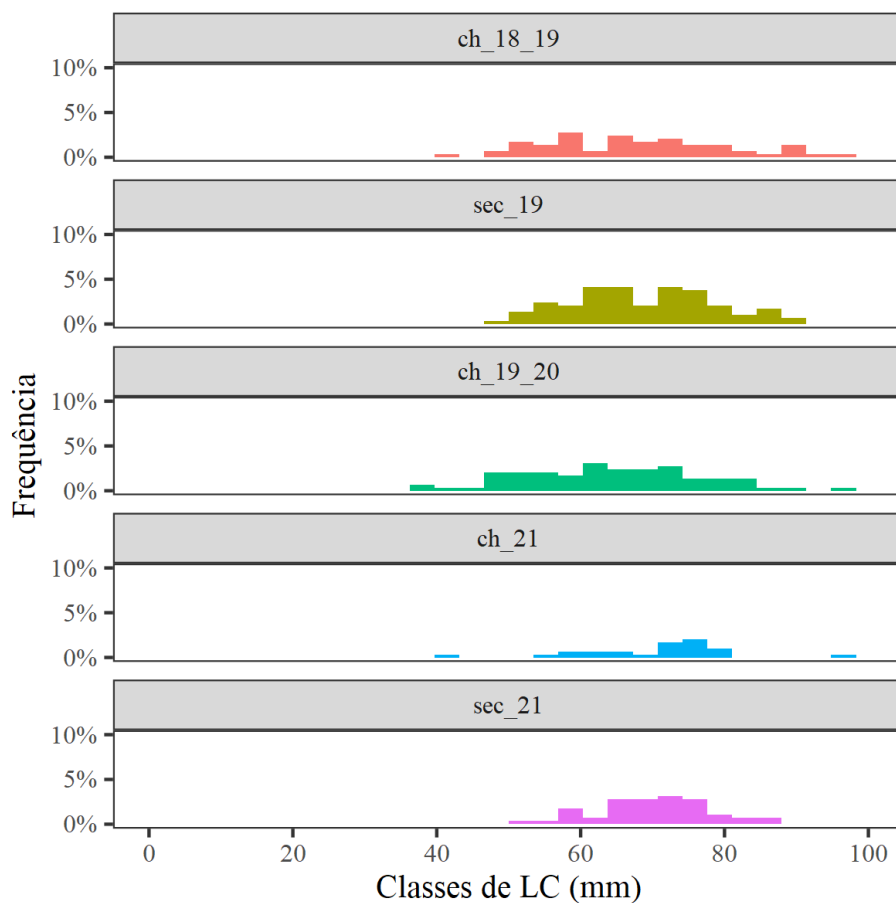 ch_18_19
10%
5%
0%
sec_19
10%
5%
0%
ch_19_20
10%
5%
0%
ch_21
10%
5%
0%
sec_21
10%
5%
0%
0 20 40 60 80 100
Classes de LC (mm)
Frequência